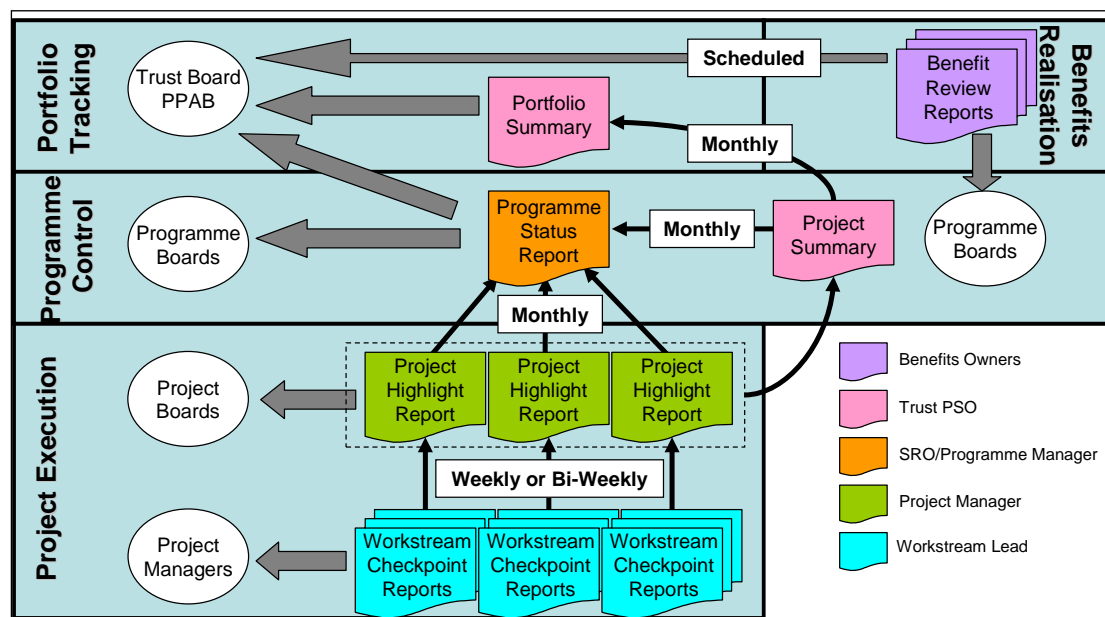 Portfolio
Tracking
Trust Board
PPAB
Scheduled
Portfolio
Summary
Monthly
Benefit
Review
Reports
Benefits
Realisation
Programme
Control
Programme
Boards
Programme
Status
Report
Monthly
Project
Summary
Programme
Boards
Monthly
Project Execution
Project
Boards
Project
Highlight
Report
Project
Highlight
Report
Project
Highlight
Report
Weekly or Bi-Weekly
Project
Managers
Workstream
Checkpoint
Reports
Workstream
Checkpoint
Reports
Workstream
Checkpoint
Reports
Benefits Owners
Trust PSO
SRO/Programme Manager
Project Manager
Workstream Lead